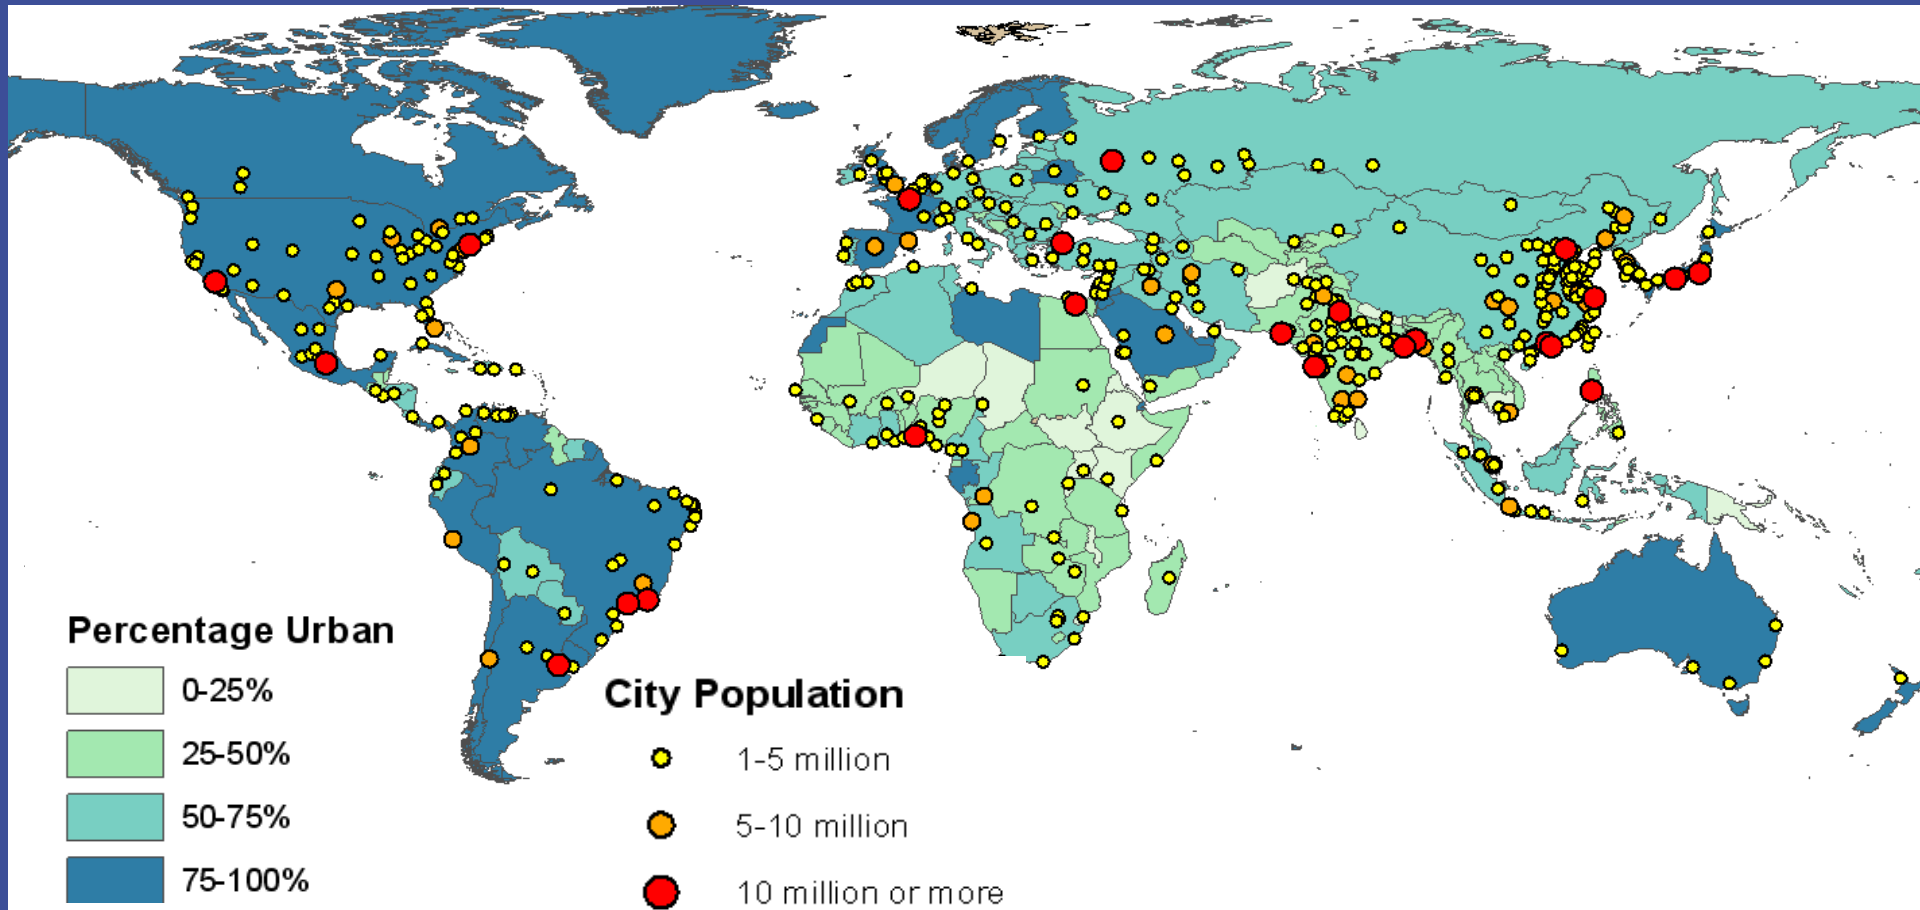 Percentage Urban
0-25%
25-50%
50-75%
75-100%
City Population
1-5 million
5-10 million
10 million or more